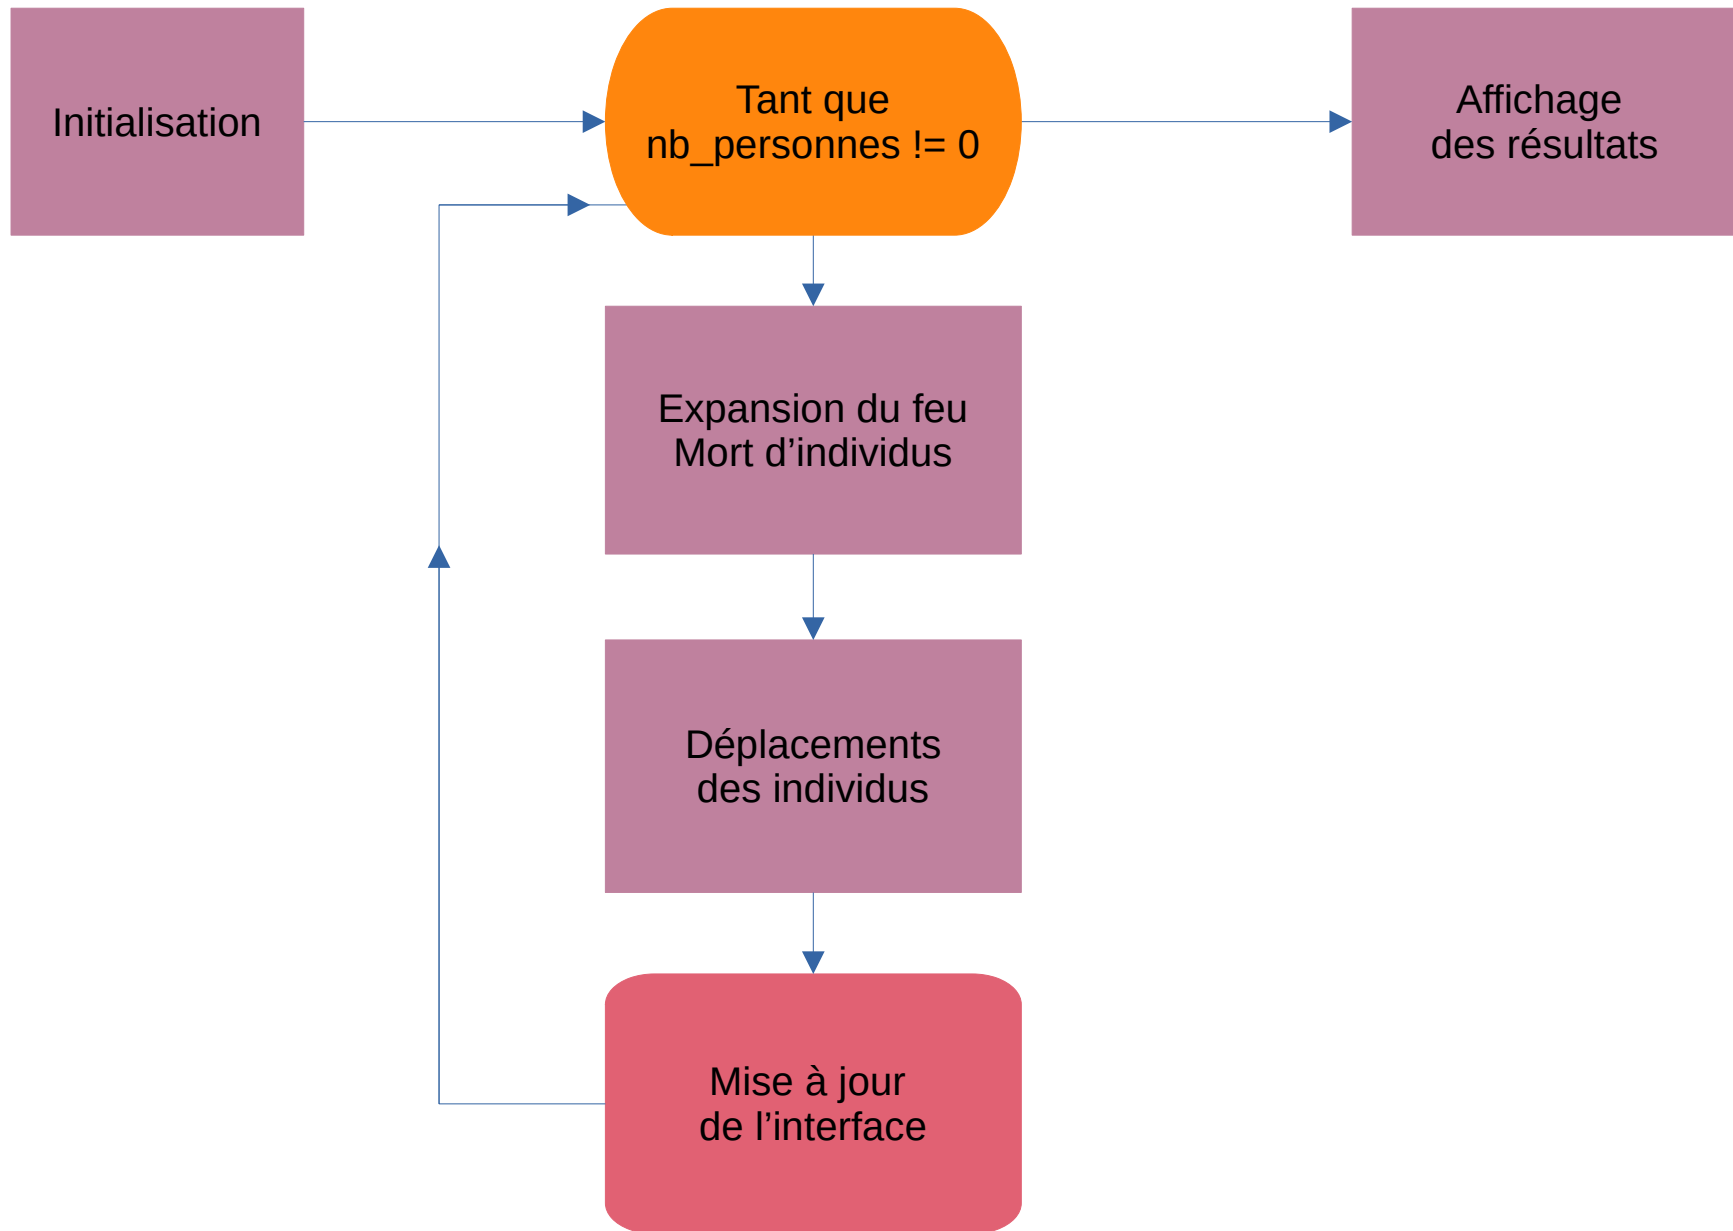 Initialisation
Tant que
nb_personnes != 0
Affichage
des résultats
Expansion du feu
Mort d’individus
Déplacements
des individus
Mise à jour
de l’interface